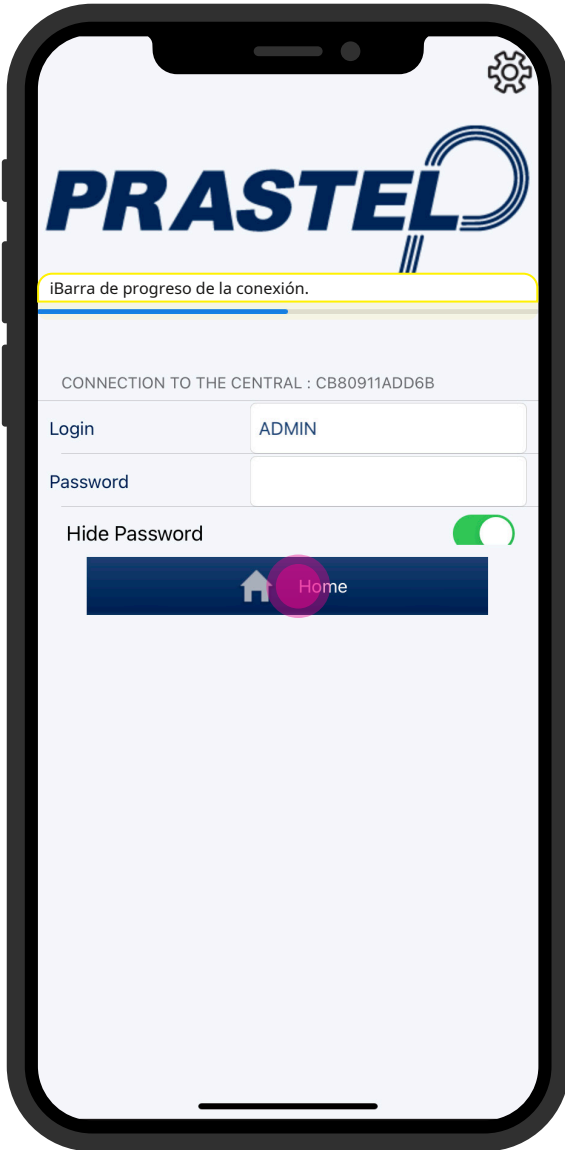 PRASTEL
iBarra de progreso de la conexión.
CONNECTION TO THE CENTRAL : CB80911ADD6B
Login ADMIN
Password
Hide Password
Home